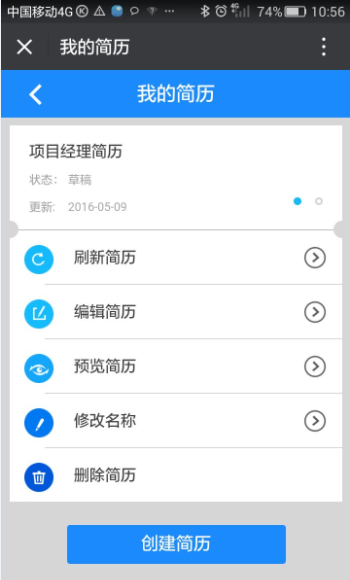 中国移动4G 74% 10:56
我的简历
我的简历
项目经理简历
状态: 草稿
更新: 2016-05-09
刷新简历
编辑简历
预览简历
修改名称
删除简历
创建简历